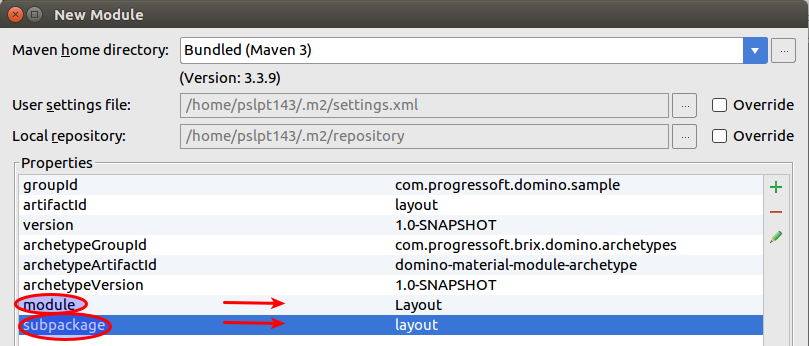 New Module
Maven home directory: Bundled (Maven 3) ...
(Version: 3.3.9)
User settings file: /home/pslpt143/.m2/settings.xml ... Override
Local repository: /home/pslpt143/.m2/repository ... Override
Properties
groupId com.progressoft.domino.sample
artifactId layout
version 1.0-SNAPSHOT
archetypeGroupId com.progressoft.brix.domino.archetypes
archetypeArtifactId domino-material-module-archetype
archetypeVersion 1.0-SNAPSHOT
module Layout
subpackage layout